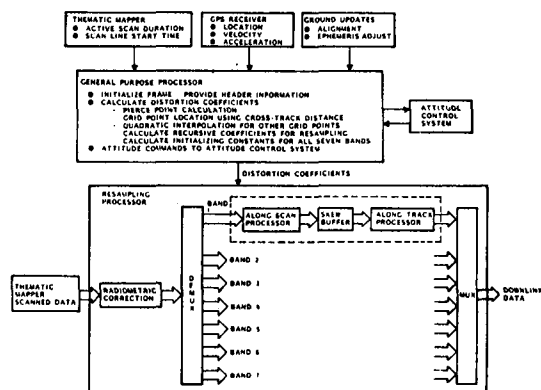 THEMATIC MAPPER
● ACTIVE SCAN DURATION
● SCAN LINE START TIME
GPS RECEIVER
● LOCATION
● VELOCITY
● ACCELERATION
GROUND UPDATES
● ALIGNMENT
● EPHEMERIS ADJUST
GENERAL PURPOSE PROCESSOR
● INITIALIZE FRAME PROVIDE HEADER INFORMATION
● CALCULATE DISTORTION COEFFICIENTS
- PIERCE POINT CALCULATION
GRID POINT LOCATION USING CROSS-TRACK DISTANCE
- QUADRATIC INTERPOLATION FOR OTHER GRID POINTS
CALCULATE RECURSIVE COEFFICIENTS FOR RESAMPLING
CALCULATE INITIALIZING CONSTANTS FOR ALL SEVEN BANDS
● ATTITUDE COMMANDS TO ATTITUDE CONTROL SYSTEM
ATTITUDE
CONTROL
SYSTEM
DISTORTION COEFFICIENTS
RESAMPLING
PROCESSOR
BAND
ALONG SCAN
PROCESSOR
SKEW
BUFFER
ALONG TRACK
PROCESSOR
THEMATIC
MAPPER
SCANNED DATA
RADIOMETRIC
CORRECTION
DEMUX
BAND 2
BAND 3
BAND 4
BAND 5
BAND 6
BAND 7
MUX
DOWNLINK
DATA